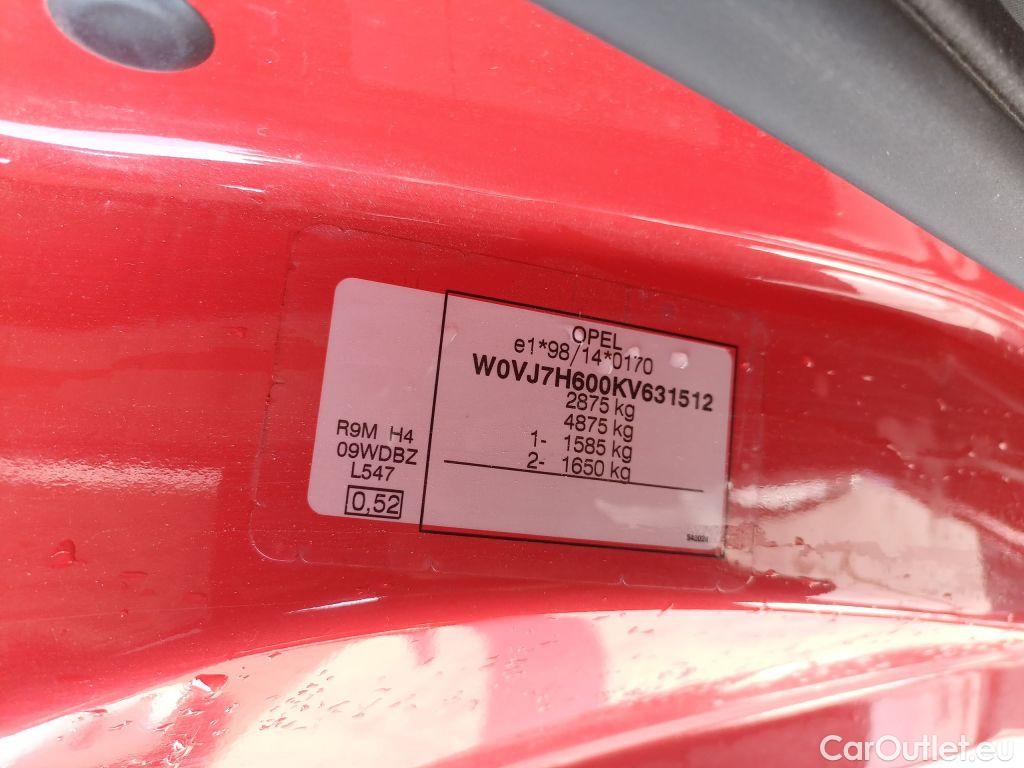 OPEL
e1*98/14*0170
W0VJ7H600KV631512
2875 kg
4875 kg
1- 1585 kg
2- 1650 kg
R9M H4
09WDBZ
L547
0,52
CarOutlet.eu